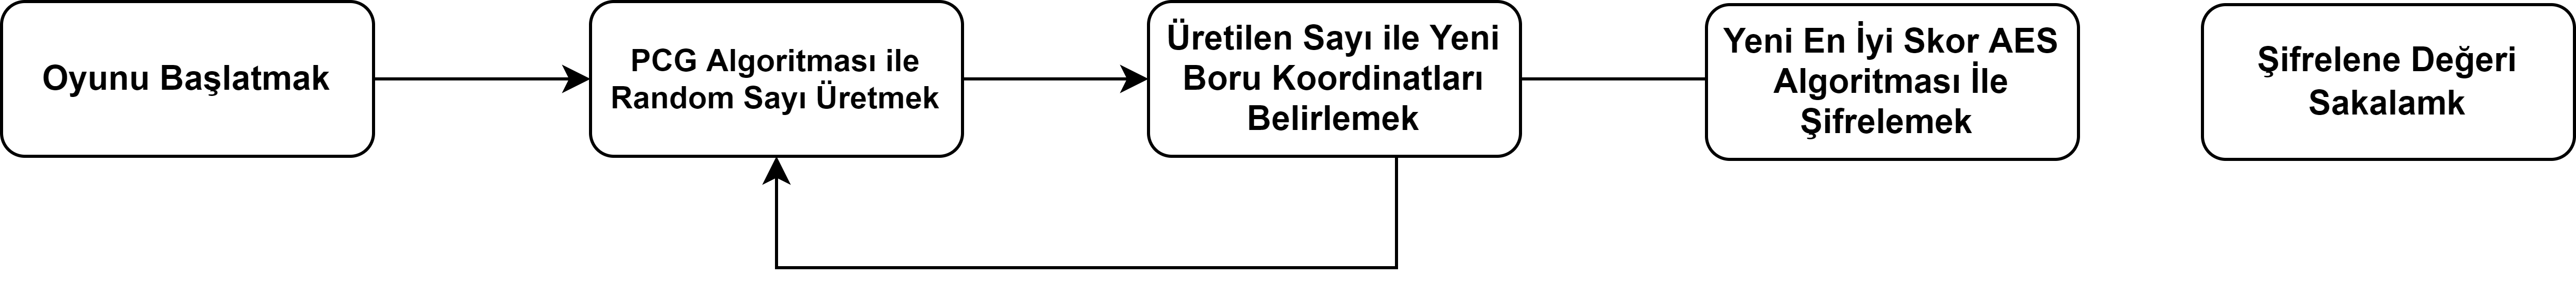 Oyunu Başlatmak
PCG Algoritması ile
Random Sayı Üretmek
Üretilen Sayı ile Yeni
Boru Koordinatları
Belirlemek
Yeni En İyi Skor AES
Algoritması İle
Şifrelemek
Şifrelene Değeri
Sakalamk